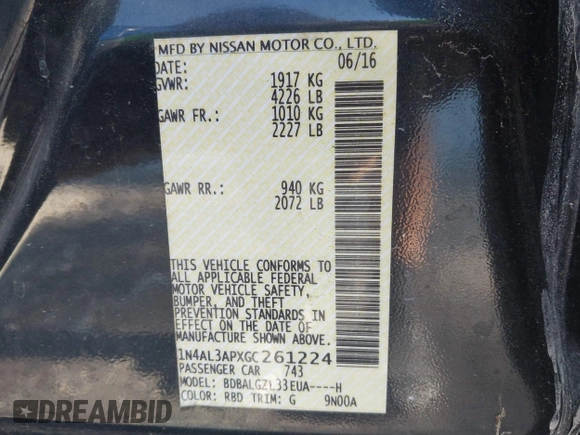 MFD BY NISSAN MOTOR CO., LTD.
DATE: 06/16
GVWR: 1917 KG
4226 LB
GAWR FR.: 1010 KG
2227 LB
GAWR RR.: 940 KG
2072 LB
THIS VEHICLE CONFORMS TO
ALL APPLICABLE FEDERAL
MOTOR VEHICLE SAFETY,
BUMPER, AND THEFT
PREVENTION STANDARDS IN
EFFECT ON THE DATE OF
MANUFACTURE SHOWN ABOVE.
1N4AL3APXGC261224
PASSENGER CAR 743
MODEL: BDBALGZL33EUA----H
COLOR: RBD TRIM: G 9N00A
DREAMBID